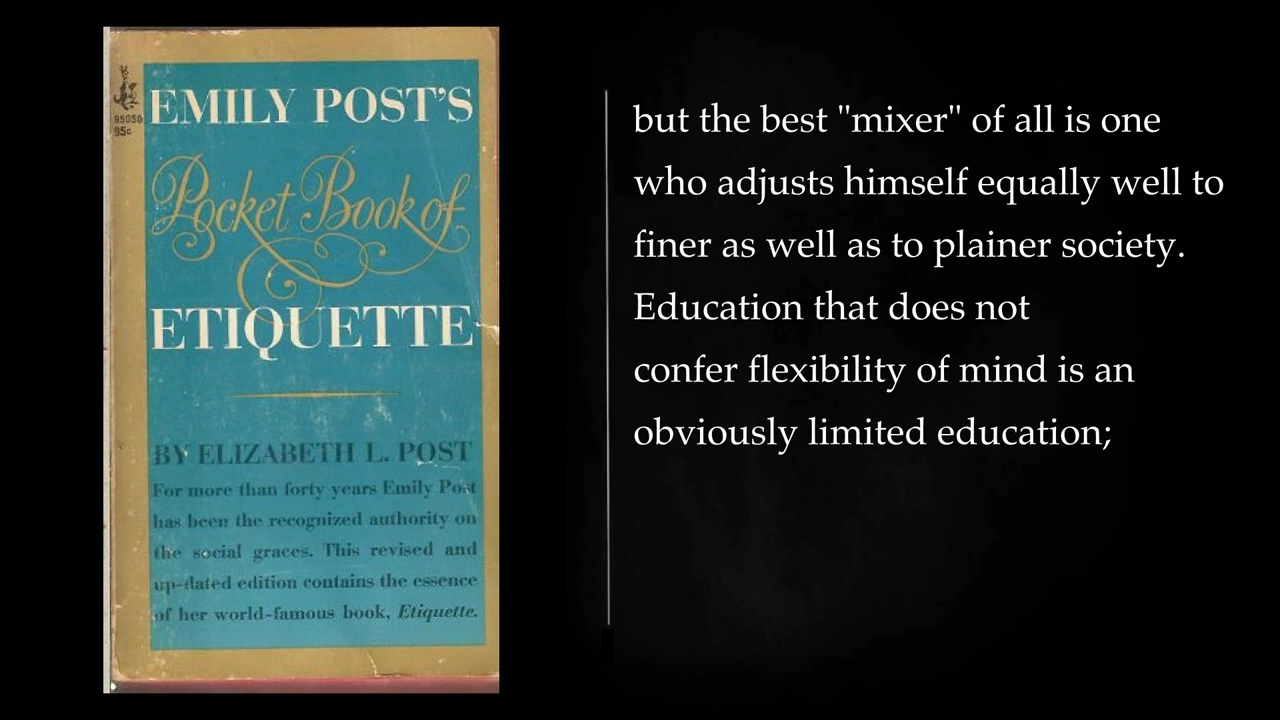 EMILY POST'S
95050
95c
Pocket Book of
ETIQUETTE
BY ELIZABETH L. POST
For more than forty years Emily Post
has been the recognized authority on
the social graces. This revised and
up-dated edition contains the essence
of her world-famous book, Etiquette.
but the best "mixer" of all is one
who adjusts himself equally well to
finer as well as to plainer society.
Education that does not
confer flexibility of mind is an
obviously limited education;